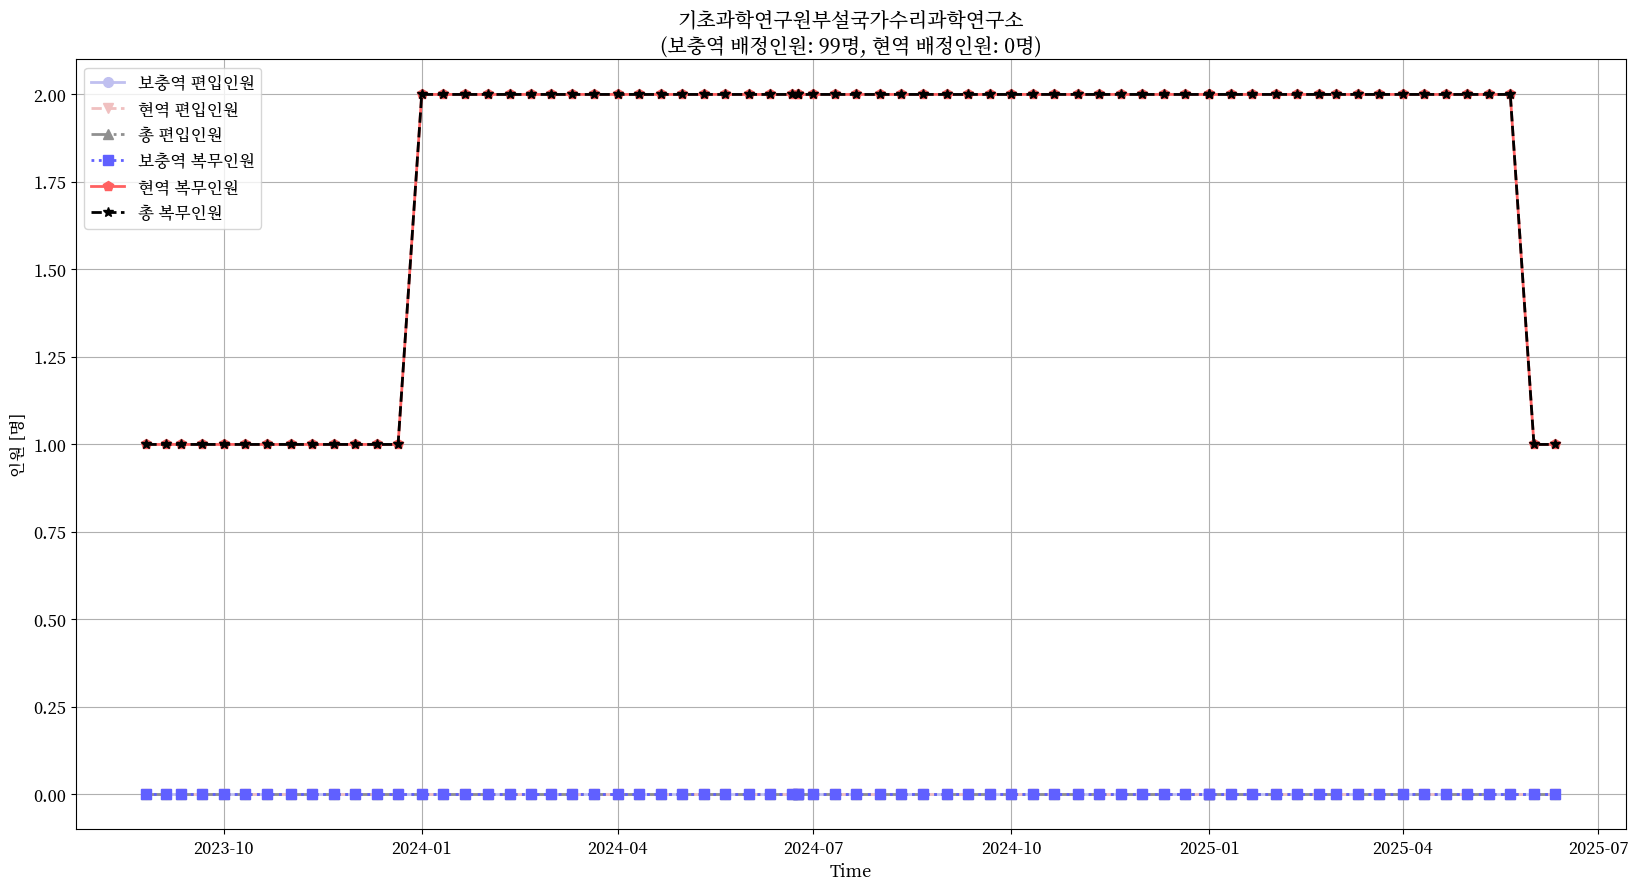 기초과학연구원부설국가수리과학연구소
(보충역 배정인원: 99명, 현역 배정인원: 0명)
보충역 편입인원
현역 편입인원
총 편입인원
보충역 복무인원
현역 복무인원
총 복무인원
2.00
1.75
1.50
1.25
1.00
0.75
0.50
0.25
0.00
인원 [명]
2023-10
2024-01
2024-04
2024-07
2024-10
2025-01
2025-04
2025-07
Time